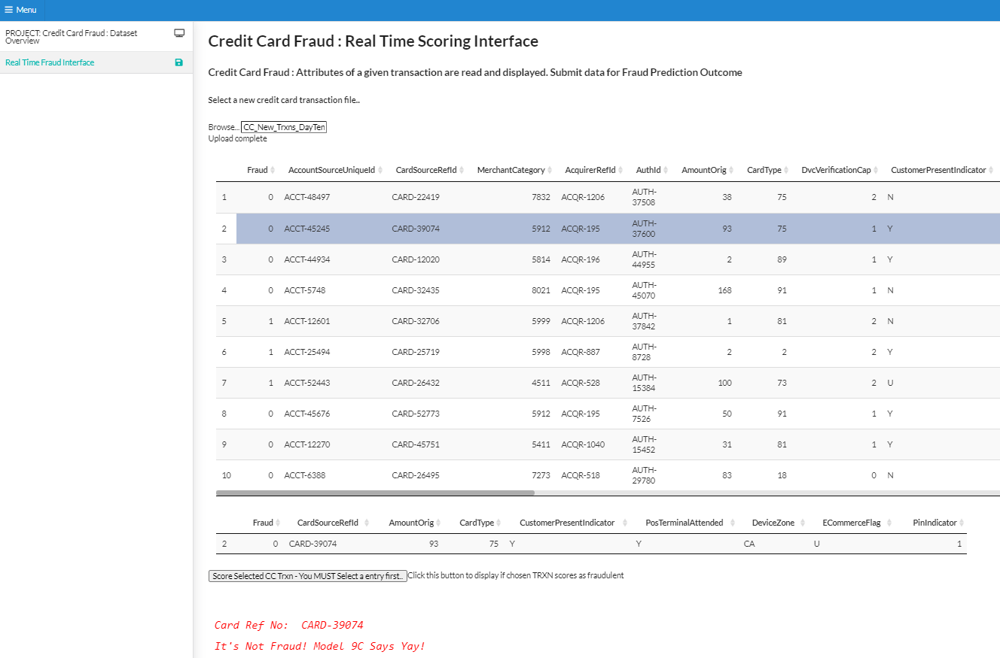 Menu
PROJECT: Credit Card Fraud : Dataset
Overview
Real Time Fraud Interface
Credit Card Fraud : Real Time Scoring Interface
Credit Card Fraud : Attributes of a given transaction are read and displayed. Submit data for Fraud Prediction Outcome
Select a new credit card transaction file..
Browse... CC_New_Trxns_DayTen
Upload complete
Fraud AccountSourceUniqueId CardSourceRefId MerchantCategory AcquirerRefId AuthId AmountOrig CardType DvcVerificationCap CustomerPresentIndicator
1 0 ACCT-48497 CARD-22419 7832 ACQR-1206 AUTH-37508 38 75 2 N
2 0 ACCT-45245 CARD-39074 5912 ACQR-195 AUTH-37600 93 75 1 Y
3 0 ACCT-44934 CARD-12020 5814 ACQR-196 AUTH-44955 2 89 1 Y
4 0 ACCT-5748 CARD-32435 8021 ACQR-195 AUTH-45070 168 91 1 N
5 1 ACCT-12601 CARD-32706 5999 ACQR-1206 AUTH-37842 1 81 2 N
6 1 ACCT-25494 CARD-25719 5998 ACQR-887 AUTH-8728 2 2 2 Y
7 1 ACCT-52443 CARD-26432 4511 ACQR-528 AUTH-15384 100 73 2 U
8 0 ACCT-45676 CARD-52773 5912 ACQR-195 AUTH-7526 50 91 1 Y
9 0 ACCT-12270 CARD-45751 5411 ACQR-1040 AUTH-15452 31 81 1 Y
10 0 ACCT-6388 CARD-26495 7273 ACQR-518 AUTH-29780 83 18 0 N
Fraud CardSourceRefId AmountOrig CardType CustomerPresentIndicator PosTerminalAttended DeviceZone ECommerceFlag PinIndicator
2 0 CARD-39074 93 75 Y Y CA U 1
Score Selected CC Trxn - You MUST Select a entry first.. Click this button to display if chosen TRXN scores as fraudulent
Card Ref No: CARD-39074
It's Not Fraud! Model 9C Says Yay!